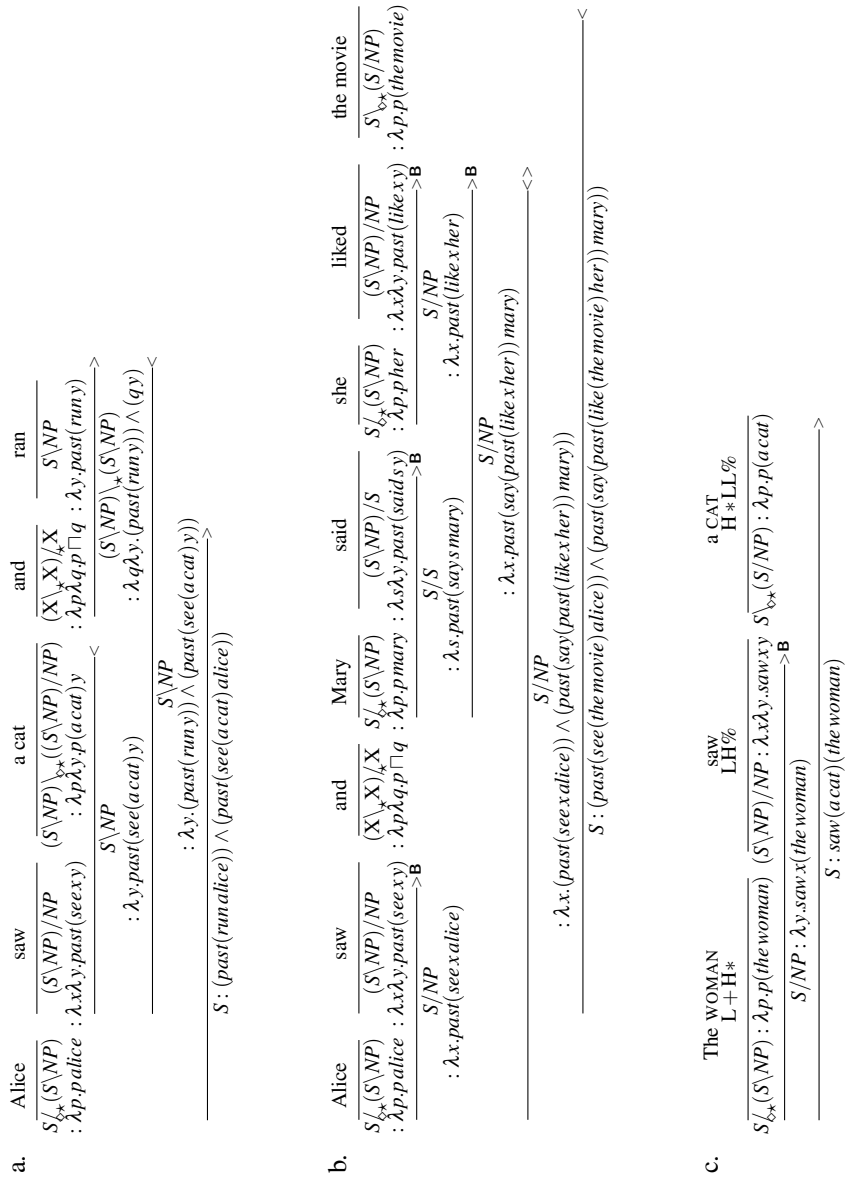 a.
Alice saw a cat and ran
S/◇⋆(S\NP) (S\NP)/NP (S\NP)\◇⋆((S\NP)/NP) (X\⋆X)/⋆X S\NP
: λp.p alice : λxλy.past(see x y) : λpλy.p(a cat) y : λpλq.p⊓q : λy.past(run y)
< >
S\NP (S\NP)\⋆(S\NP)
: λy.past(see(a cat) y) : λqλy.(past(run y)) ∧ (q y)
<
S\NP
: λy.(past(run y)) ∧ (past(see(a cat) y))
>
S : (past(run alice)) ∧ (past(see(a cat) alice))
b.
Alice saw and Mary said she liked the movie
S/◇⋆(S\NP) (S\NP)/NP (X\⋆X)/⋆X S/◇⋆(S\NP) (S\NP)/S S/◇⋆(S\NP) (S\NP)/NP S\◇⋆(S/NP)
: λp.p alice : λxλy.past(see x y) : λpλq.p⊓q : λp.p mary : λsλy.past(said s y) : λp.p her : λxλy.past(like x y) : λp.p(the movie)
>B >B >B
S/NP S/S S/NP
: λx.past(see x alice) : λs.past(say s mary) : λx.past(like x her)
>B
S/NP
: λx.past(say(past(like x her)) mary)
<>
S/NP
: λx.(past(see x alice)) ∧ (past(say(past(like x her)) mary))
<
S : (past(see(the movie) alice)) ∧ (past(say(past(like(the movie) her)) mary))
c.
The WOMAN saw a CAT
L+H* LH% H*LL%
S/◇⋆(S\NP) : λp.p(the woman) (S\NP)/NP : λxλy.saw x y S\◇⋆(S/NP) : λp.p(a cat)
>B
S/NP : λy.saw x(the woman)
>
S : saw(a cat)(the woman)